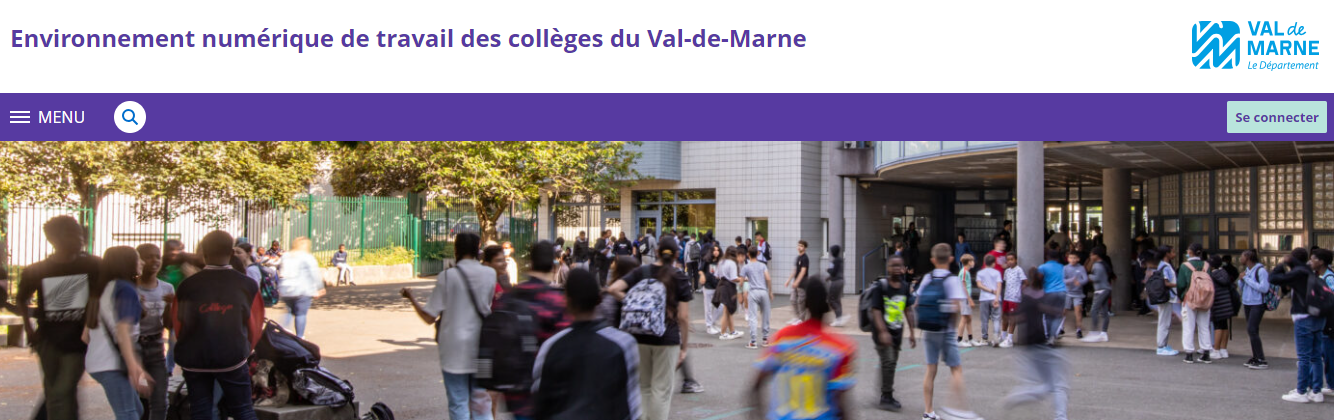 Environnement numérique de travail des collèges du Val-de-Marne
VAL de
MARNE
Le Département
MENU
Se connecter